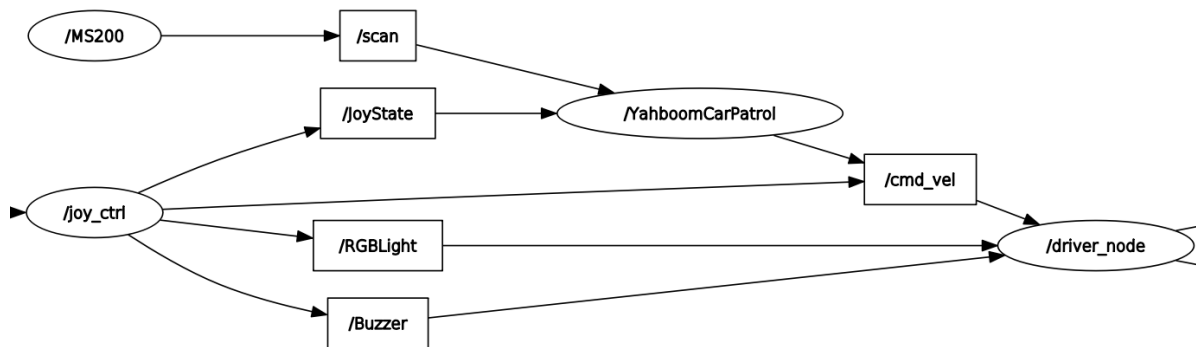 /MS200
/scan
/JoyState
/YahboomCarPatrol
/cmd_vel
/joy_ctrl
/RGBLight
/driver_node
/Buzzer